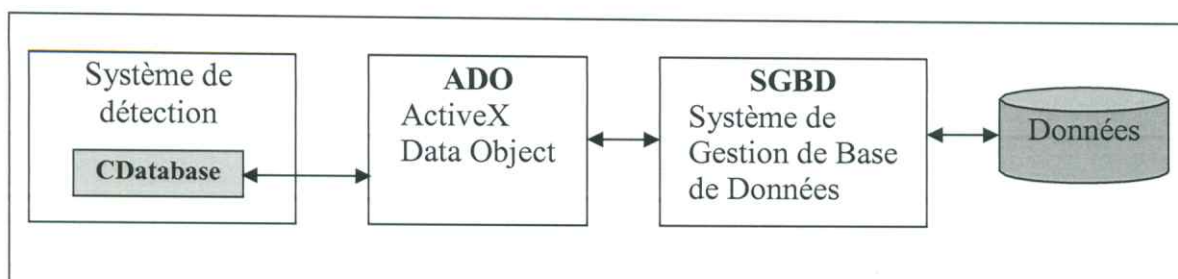 Système de
détection
CDatabase
ADO
ActiveX
Data Object
SGBD
Système de
Gestion de Base
de Données
Données